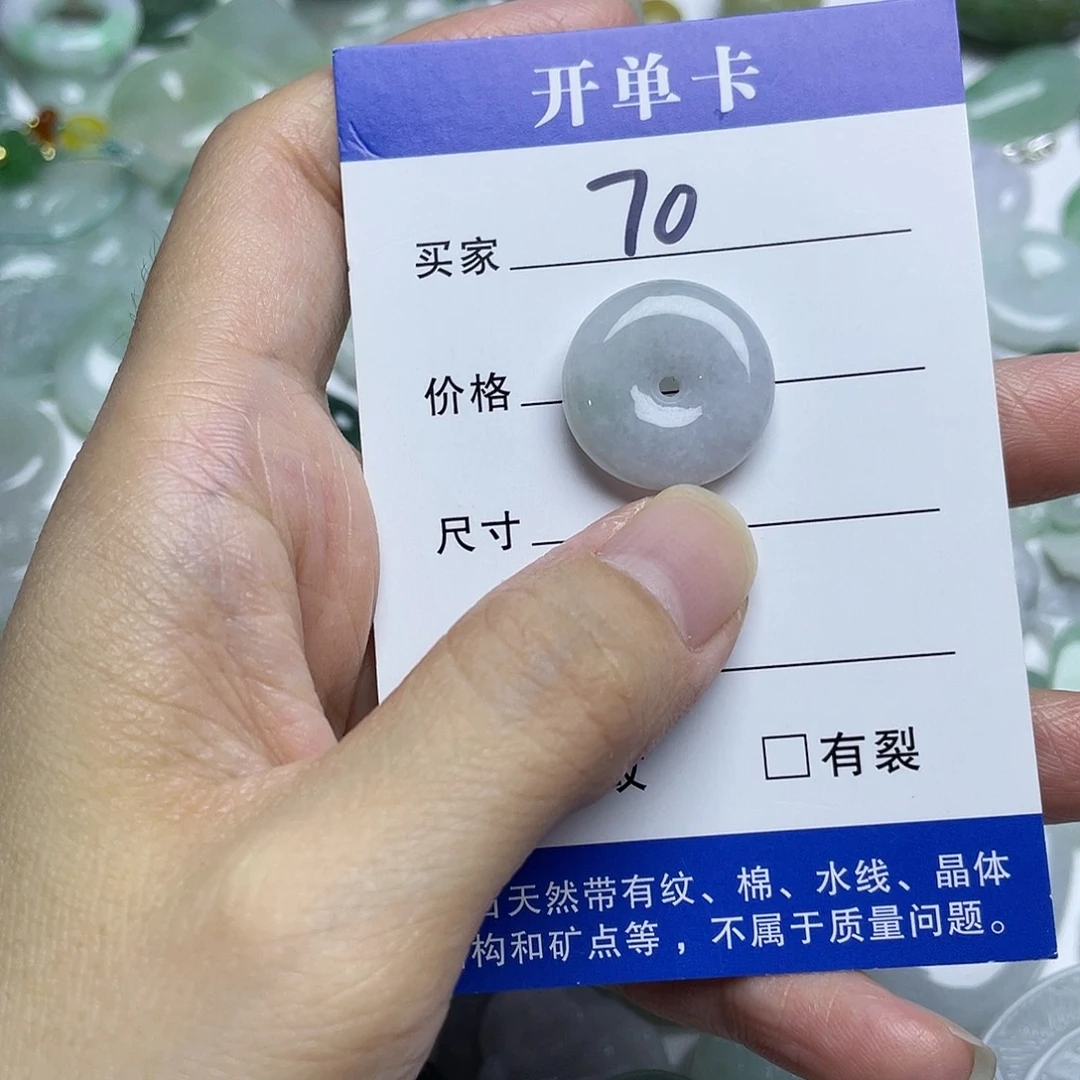 开单卡
买家 70
价格
尺寸
有裂
天然带有纹、棉、水线、晶体
构和矿点等，不属于质量问题。